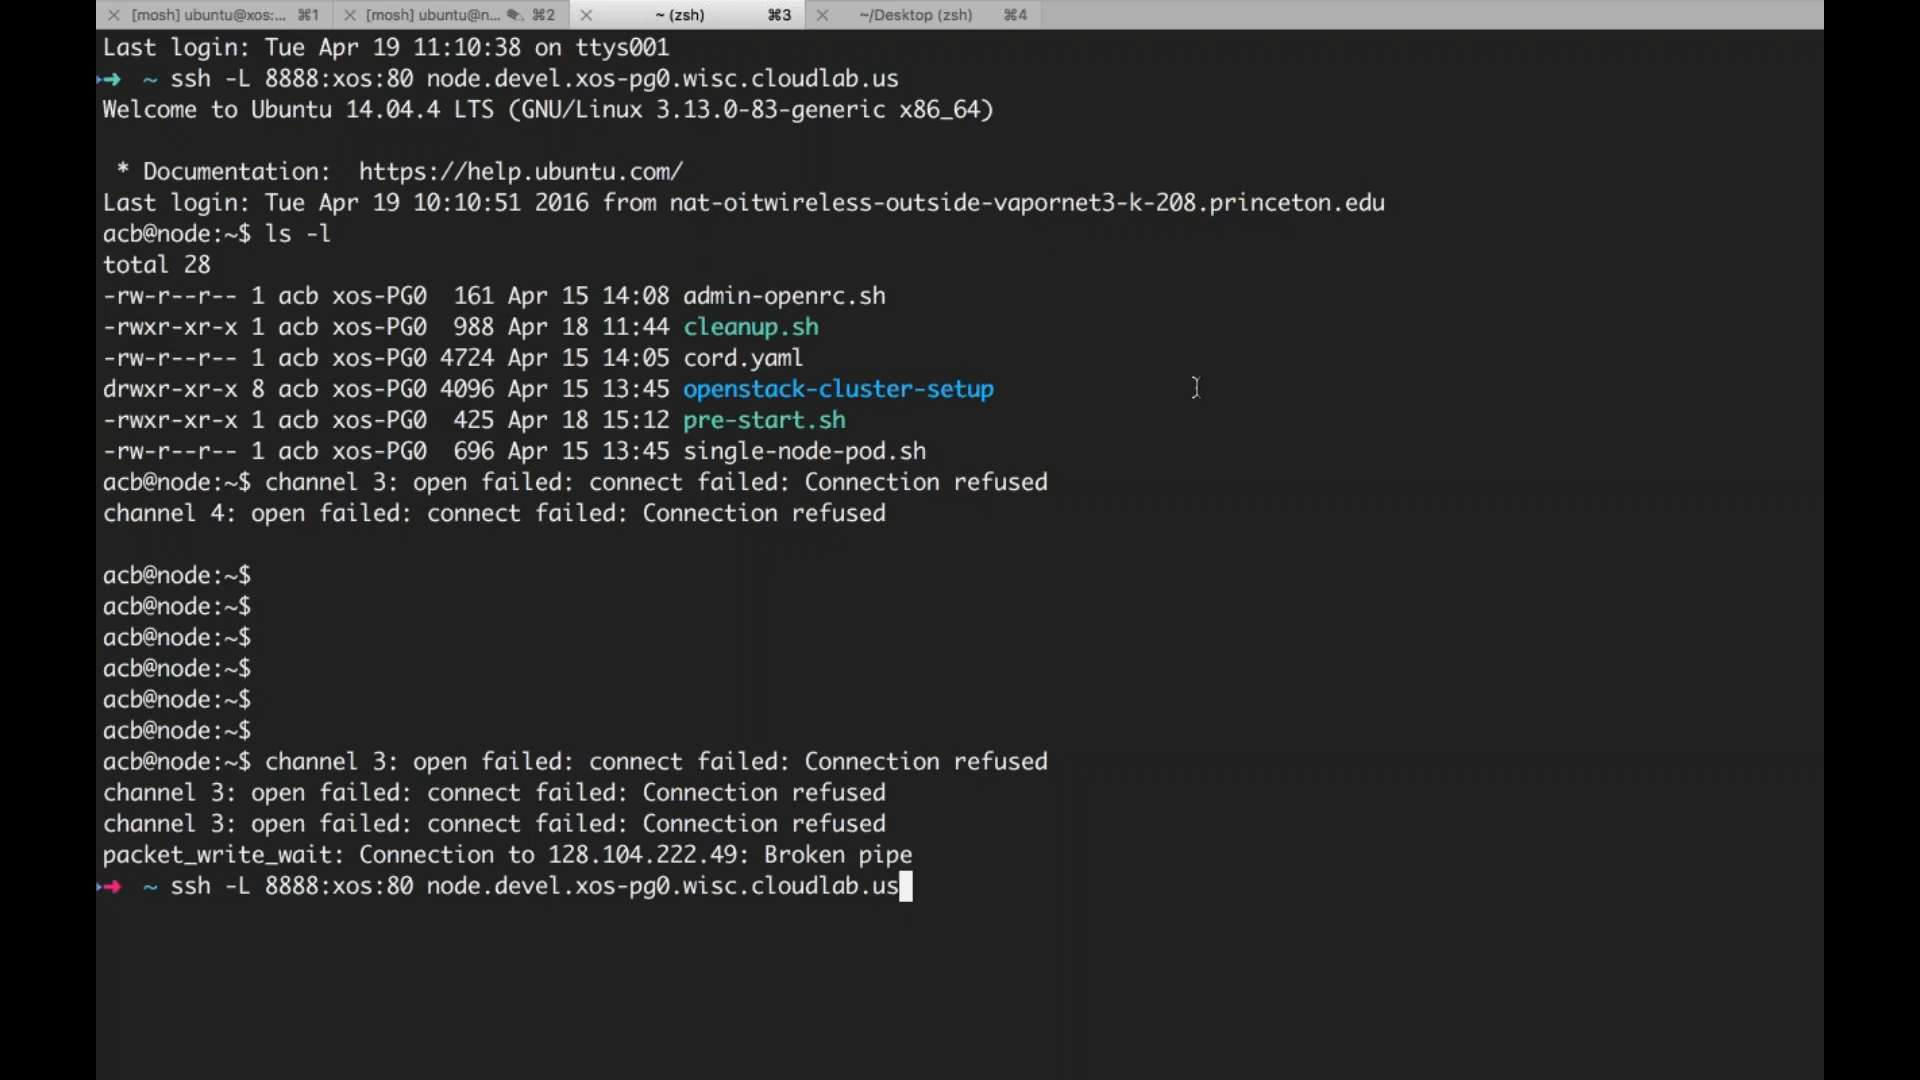 [mosh] ubuntu@xos:... ⌘1 [mosh] ubuntu@n... ⌘2 ~ (zsh) ⌘3 ~/Desktop (zsh) ⌘4
Last login: Tue Apr 19 11:10:38 on ttys001
➜ ~ ssh -L 8888:xos:80 node.devel.xos-pg0.wisc.cloudlab.us
Welcome to Ubuntu 14.04.4 LTS (GNU/Linux 3.13.0-83-generic x86_64)
* Documentation:  https://help.ubuntu.com/
Last login: Tue Apr 19 10:10:51 2016 from nat-oitwireless-outside-vapornet3-k-208.princeton.edu
acb@node:~$ ls -l
total 28
-rw-r--r-- 1 acb xos-PG0  161 Apr 15 14:08 admin-openrc.sh
-rwxr-xr-x 1 acb xos-PG0  988 Apr 18 11:44 cleanup.sh
-rw-r--r-- 1 acb xos-PG0 4724 Apr 15 14:05 cord.yaml
drwxr-xr-x 8 acb xos-PG0 4096 Apr 15 13:45 openstack-cluster-setup
-rwxr-xr-x 1 acb xos-PG0  425 Apr 18 15:12 pre-start.sh
-rw-r--r-- 1 acb xos-PG0  696 Apr 15 13:45 single-node-pod.sh
acb@node:~$ channel 3: open failed: connect failed: Connection refused
channel 4: open failed: connect failed: Connection refused
acb@node:~$
acb@node:~$
acb@node:~$
acb@node:~$
acb@node:~$
acb@node:~$
acb@node:~$ channel 3: open failed: connect failed: Connection refused
channel 3: open failed: connect failed: Connection refused
channel 3: open failed: connect failed: Connection refused
packet_write_wait: Connection to 128.104.222.49: Broken pipe
➜ ~ ssh -L 8888:xos:80 node.devel.xos-pg0.wisc.cloudlab.us